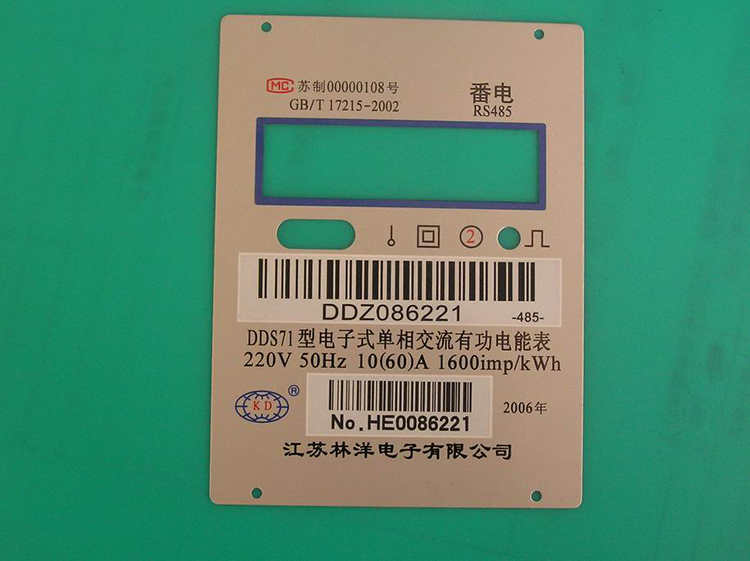 MC 苏制00000108号
GB/T 17215-2002
番电
RS485
2
DDZ086221
-485-
DDS71型电子式单相交流有功电能表
220V 50Hz 10(60)A 1600imp/kWh
KD ®
No.HE0086221
2006年
江苏林洋电子有限公司